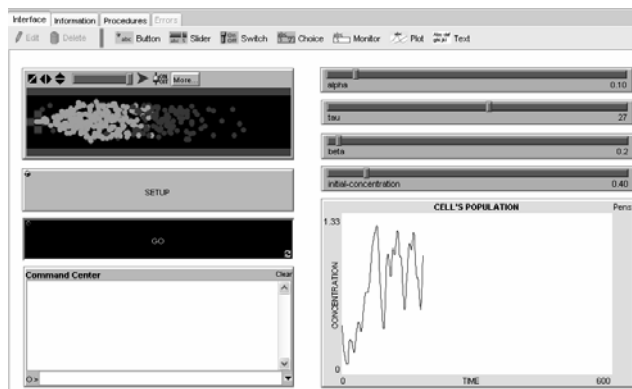 Interface Information Procedures Errors
Edit Delete Button Slider Switch Choice Monitor Plot Text
More...
SETUP
GO
Command Center Clear
O>
alpha 0.10
tau 27
beta 0.2
initial-concentration 0.40
CELL'S POPULATION Pens
1.33
CONCENTRATION
0
0 TIME 600